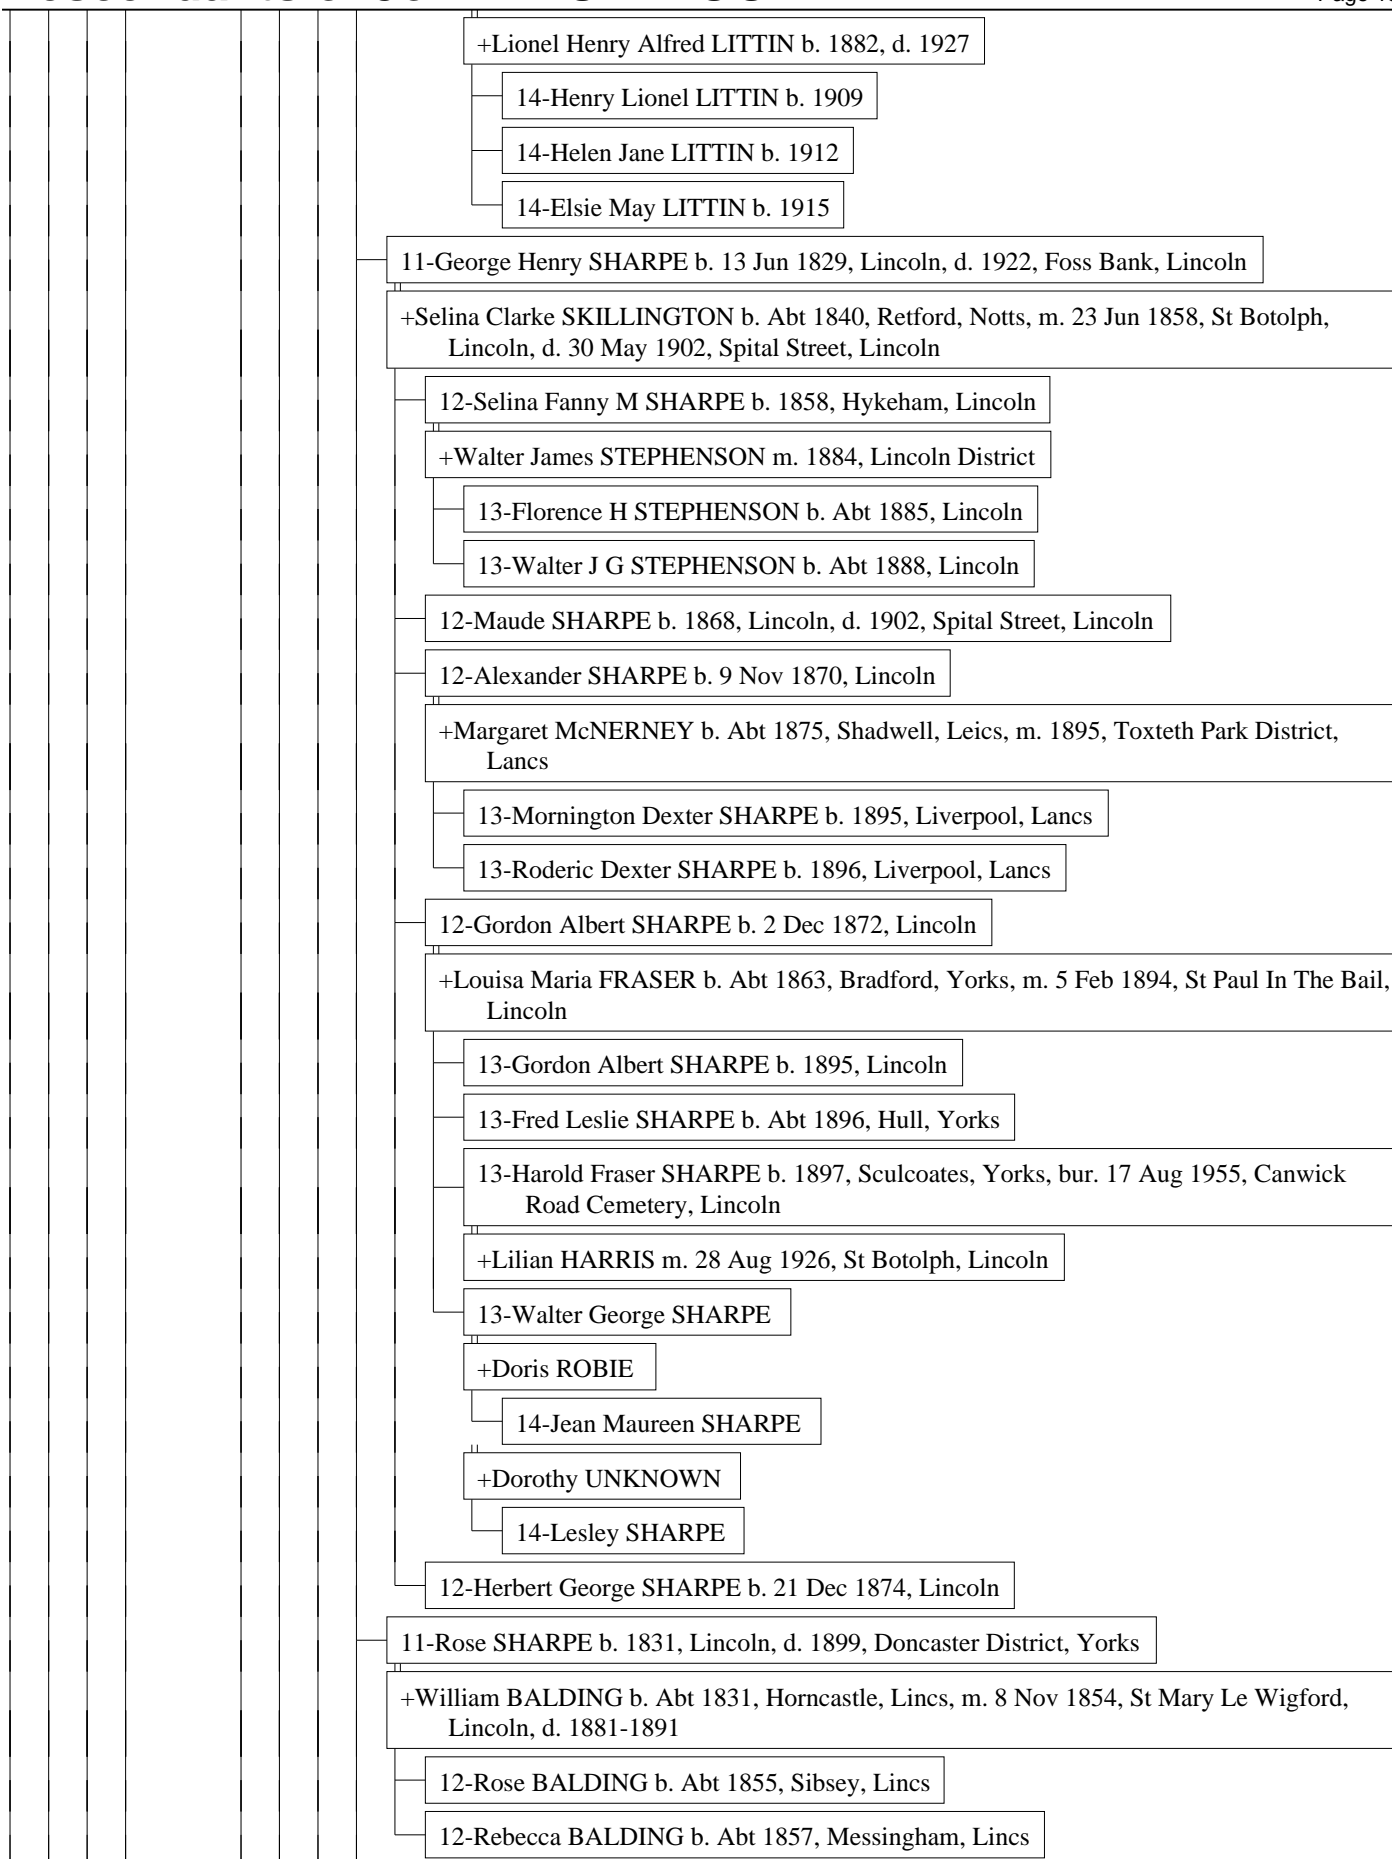 +Lionel Henry Alfred LITTIN b. 1882, d. 1927
14-Henry Lionel LITTIN b. 1909
14-Helen Jane LITTIN b. 1912
14-Elsie May LITTIN b. 1915
11-George Henry SHARPE b. 13 Jun 1829, Lincoln, d. 1922, Foss Bank, Lincoln
+Selina Clarke SKILLINGTON b. Abt 1840, Retford, Notts, m. 23 Jun 1858, St Botolph,
Lincoln, d. 30 May 1902, Spital Street, Lincoln
12-Selina Fanny M SHARPE b. 1858, Hykeham, Lincoln
+Walter James STEPHENSON m. 1884, Lincoln District
13-Florence H STEPHENSON b. Abt 1885, Lincoln
13-Walter J G STEPHENSON b. Abt 1888, Lincoln
12-Maude SHARPE b. 1868, Lincoln, d. 1902, Spital Street, Lincoln
12-Alexander SHARPE b. 9 Nov 1870, Lincoln
+Margaret McNERNEY b. Abt 1875, Shadwell, Leics, m. 1895, Toxteth Park District,
Lancs
13-Mornington Dexter SHARPE b. 1895, Liverpool, Lancs
13-Roderic Dexter SHARPE b. 1896, Liverpool, Lancs
12-Gordon Albert SHARPE b. 2 Dec 1872, Lincoln
+Louisa Maria FRASER b. Abt 1863, Bradford, Yorks, m. 5 Feb 1894, St Paul In The Bail,
Lincoln
13-Gordon Albert SHARPE b. 1895, Lincoln
13-Fred Leslie SHARPE b. Abt 1896, Hull, Yorks
13-Harold Fraser SHARPE b. 1897, Sculcoates, Yorks, bur. 17 Aug 1955, Canwick
Road Cemetery, Lincoln
+Lilian HARRIS m. 28 Aug 1926, St Botolph, Lincoln
13-Walter George SHARPE
+Doris ROBIE
14-Jean Maureen SHARPE
+Dorothy UNKNOWN
14-Lesley SHARPE
12-Herbert George SHARPE b. 21 Dec 1874, Lincoln
11-Rose SHARPE b. 1831, Lincoln, d. 1899, Doncaster District, Yorks
+William BALDING b. Abt 1831, Horncastle, Lincs, m. 8 Nov 1854, St Mary Le Wigford,
Lincoln, d. 1881-1891
12-Rose BALDING b. Abt 1855, Sibsey, Lincs
12-Rebecca BALDING b. Abt 1857, Messingham, Lincs